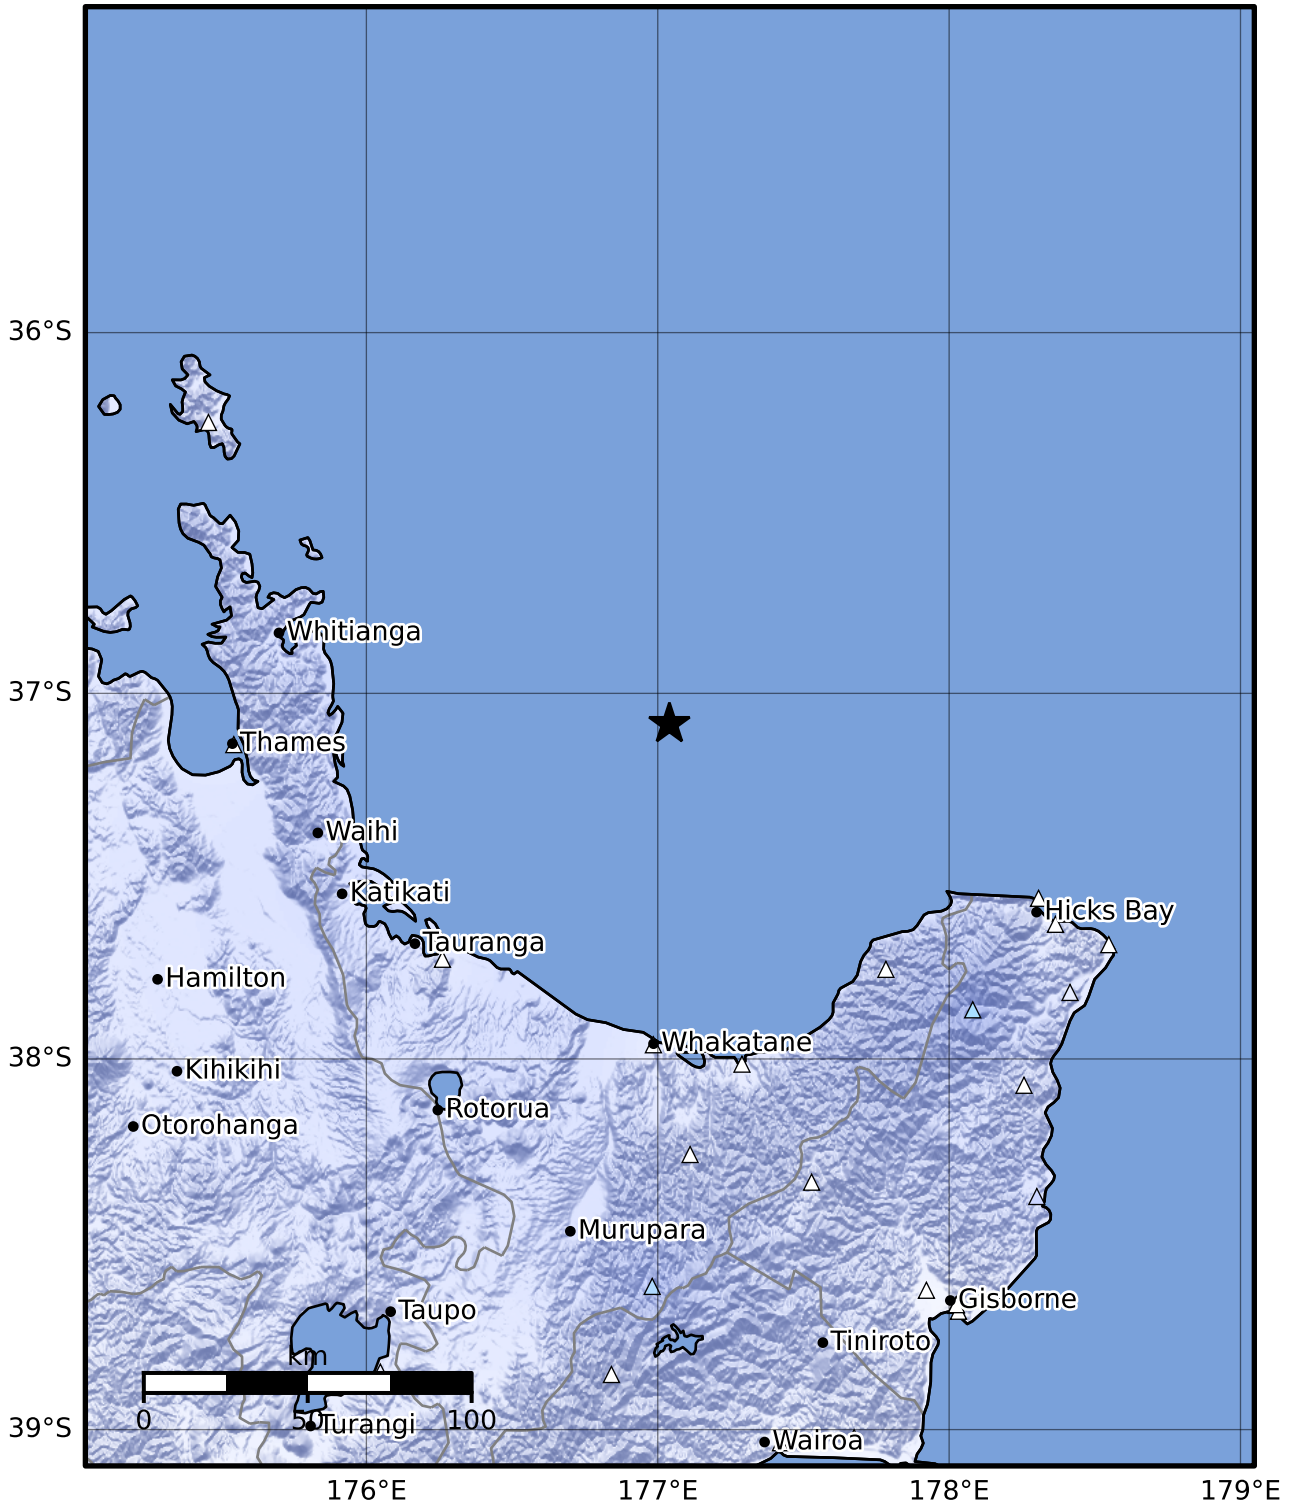 36°S
Whitianga
37°S
Thames
Waihi
Katikati
Hicks Bay
Tauranga
Hamilton
Whakatane
38°S
Kihikihi
Rotorua
Otorohanga
Murupara
Gisborne
Taupo
Tiniroto
km
0 50 100
Turangi
39°S
Wairoa
176°E 177°E 178°E 179°E